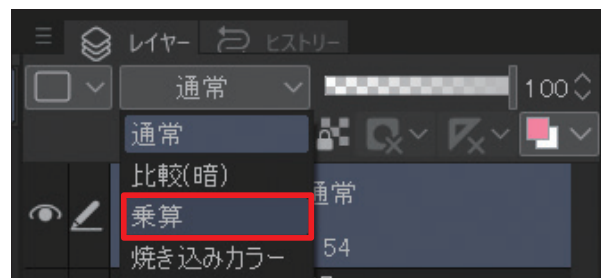 レイヤー ヒストリー
通常 100
通常
比較(暗)
通常
乗算
54
焼き込みカラー